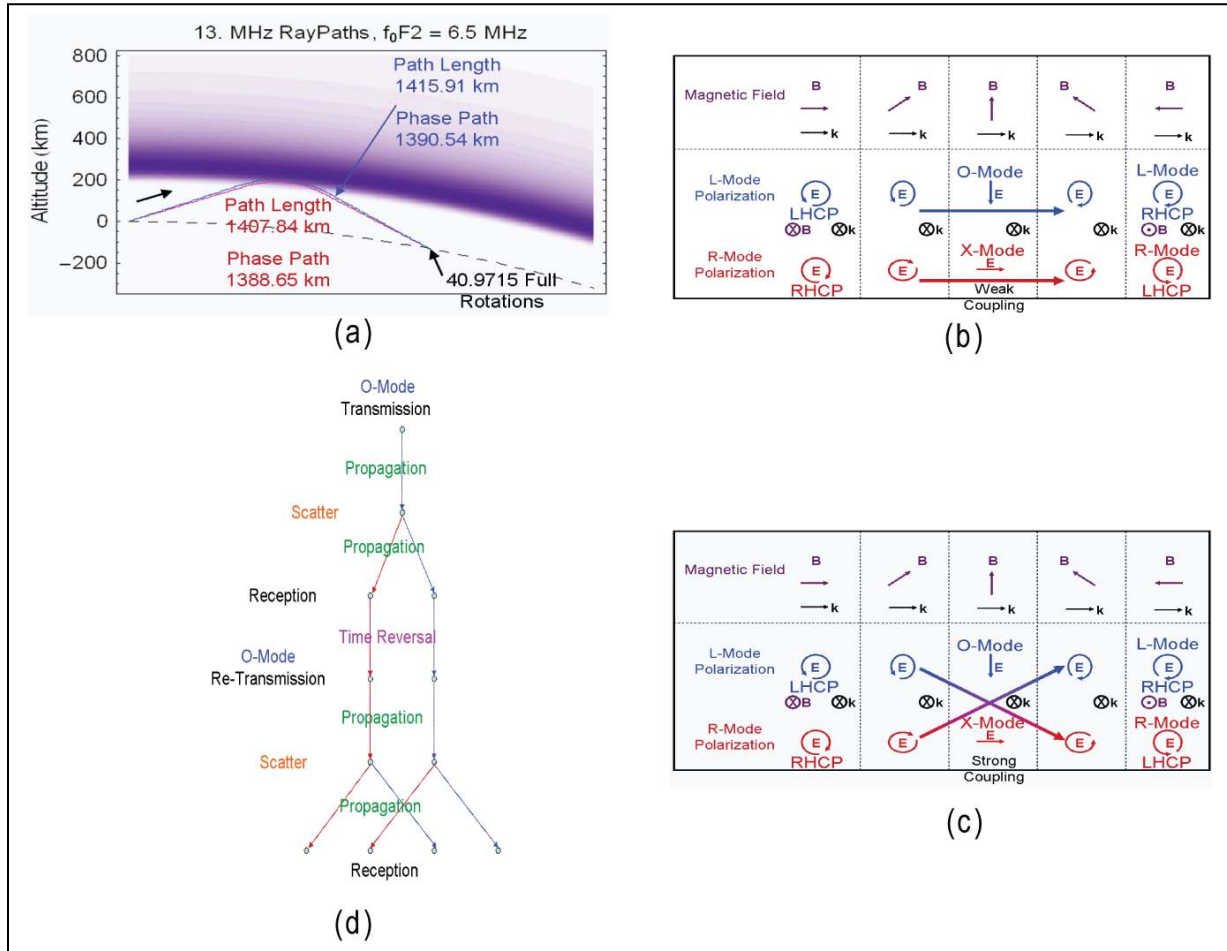 13. MHz RayPaths, f₀F2 = 6.5 MHz
800
600
400
200
0
−200
Altitude (km)
Path Length
1415.91 km
Phase Path
1390.54 km
Path Length
1407.84 km
Phase Path
1388.65 km
40.9715 Full
Rotations
(a)
Magnetic Field
B B B B B
k k k k k
L-Mode
Polarization
O-Mode
L-Mode
E E E E
LHCP
RHCP
⊗B ⊗k ⊗k ⊗k ⊗k ⊙B ⊗k
R-Mode
Polarization
X-Mode
R-Mode
E E E E E
RHCP
Weak
Coupling
LHCP
(b)
O-Mode
Transmission
Propagation
Scatter
Propagation
Reception
Time Reversal
O-Mode
Re-Transmission
Propagation
Scatter
Propagation
Reception
(d)
Magnetic Field
B B B B B
k k k k k
L-Mode
Polarization
O-Mode
L-Mode
E E E E E
LHCP
RHCP
⊗B ⊗k ⊗k ⊗k ⊗k ⊙B ⊗k
R-Mode
Polarization
X-Mode
R-Mode
E E E E E
RHCP
Strong
Coupling
LHCP
(c)